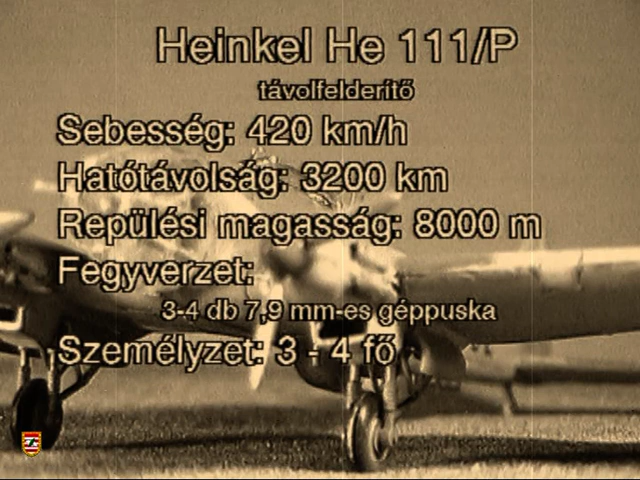 Heinkel He 111/P
távolfelderítő
Sebesség: 420 km/h
Hatótávolság: 3200 km
Repülési magasság: 8000 m
Fegyverzet:
3-4 db 7,9 mm-es géppuska
Személyzet: 3 - 4 fő